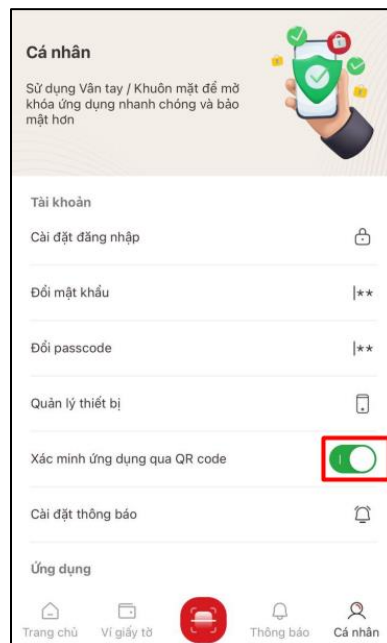 Cá nhân
Sử dụng Vân tay / Khuôn mặt để mở
khóa ứng dụng nhanh chóng và bảo
mật hơn
Tài khoản
Cài đặt đăng nhập
Đổi mật khẩu |**
Đổi passcode |**
Quản lý thiết bị
Xác minh ứng dụng qua QR code
Cài đặt thông báo
Ứng dụng
Trang chủ Ví giấy tờ Thông báo Cá nhân